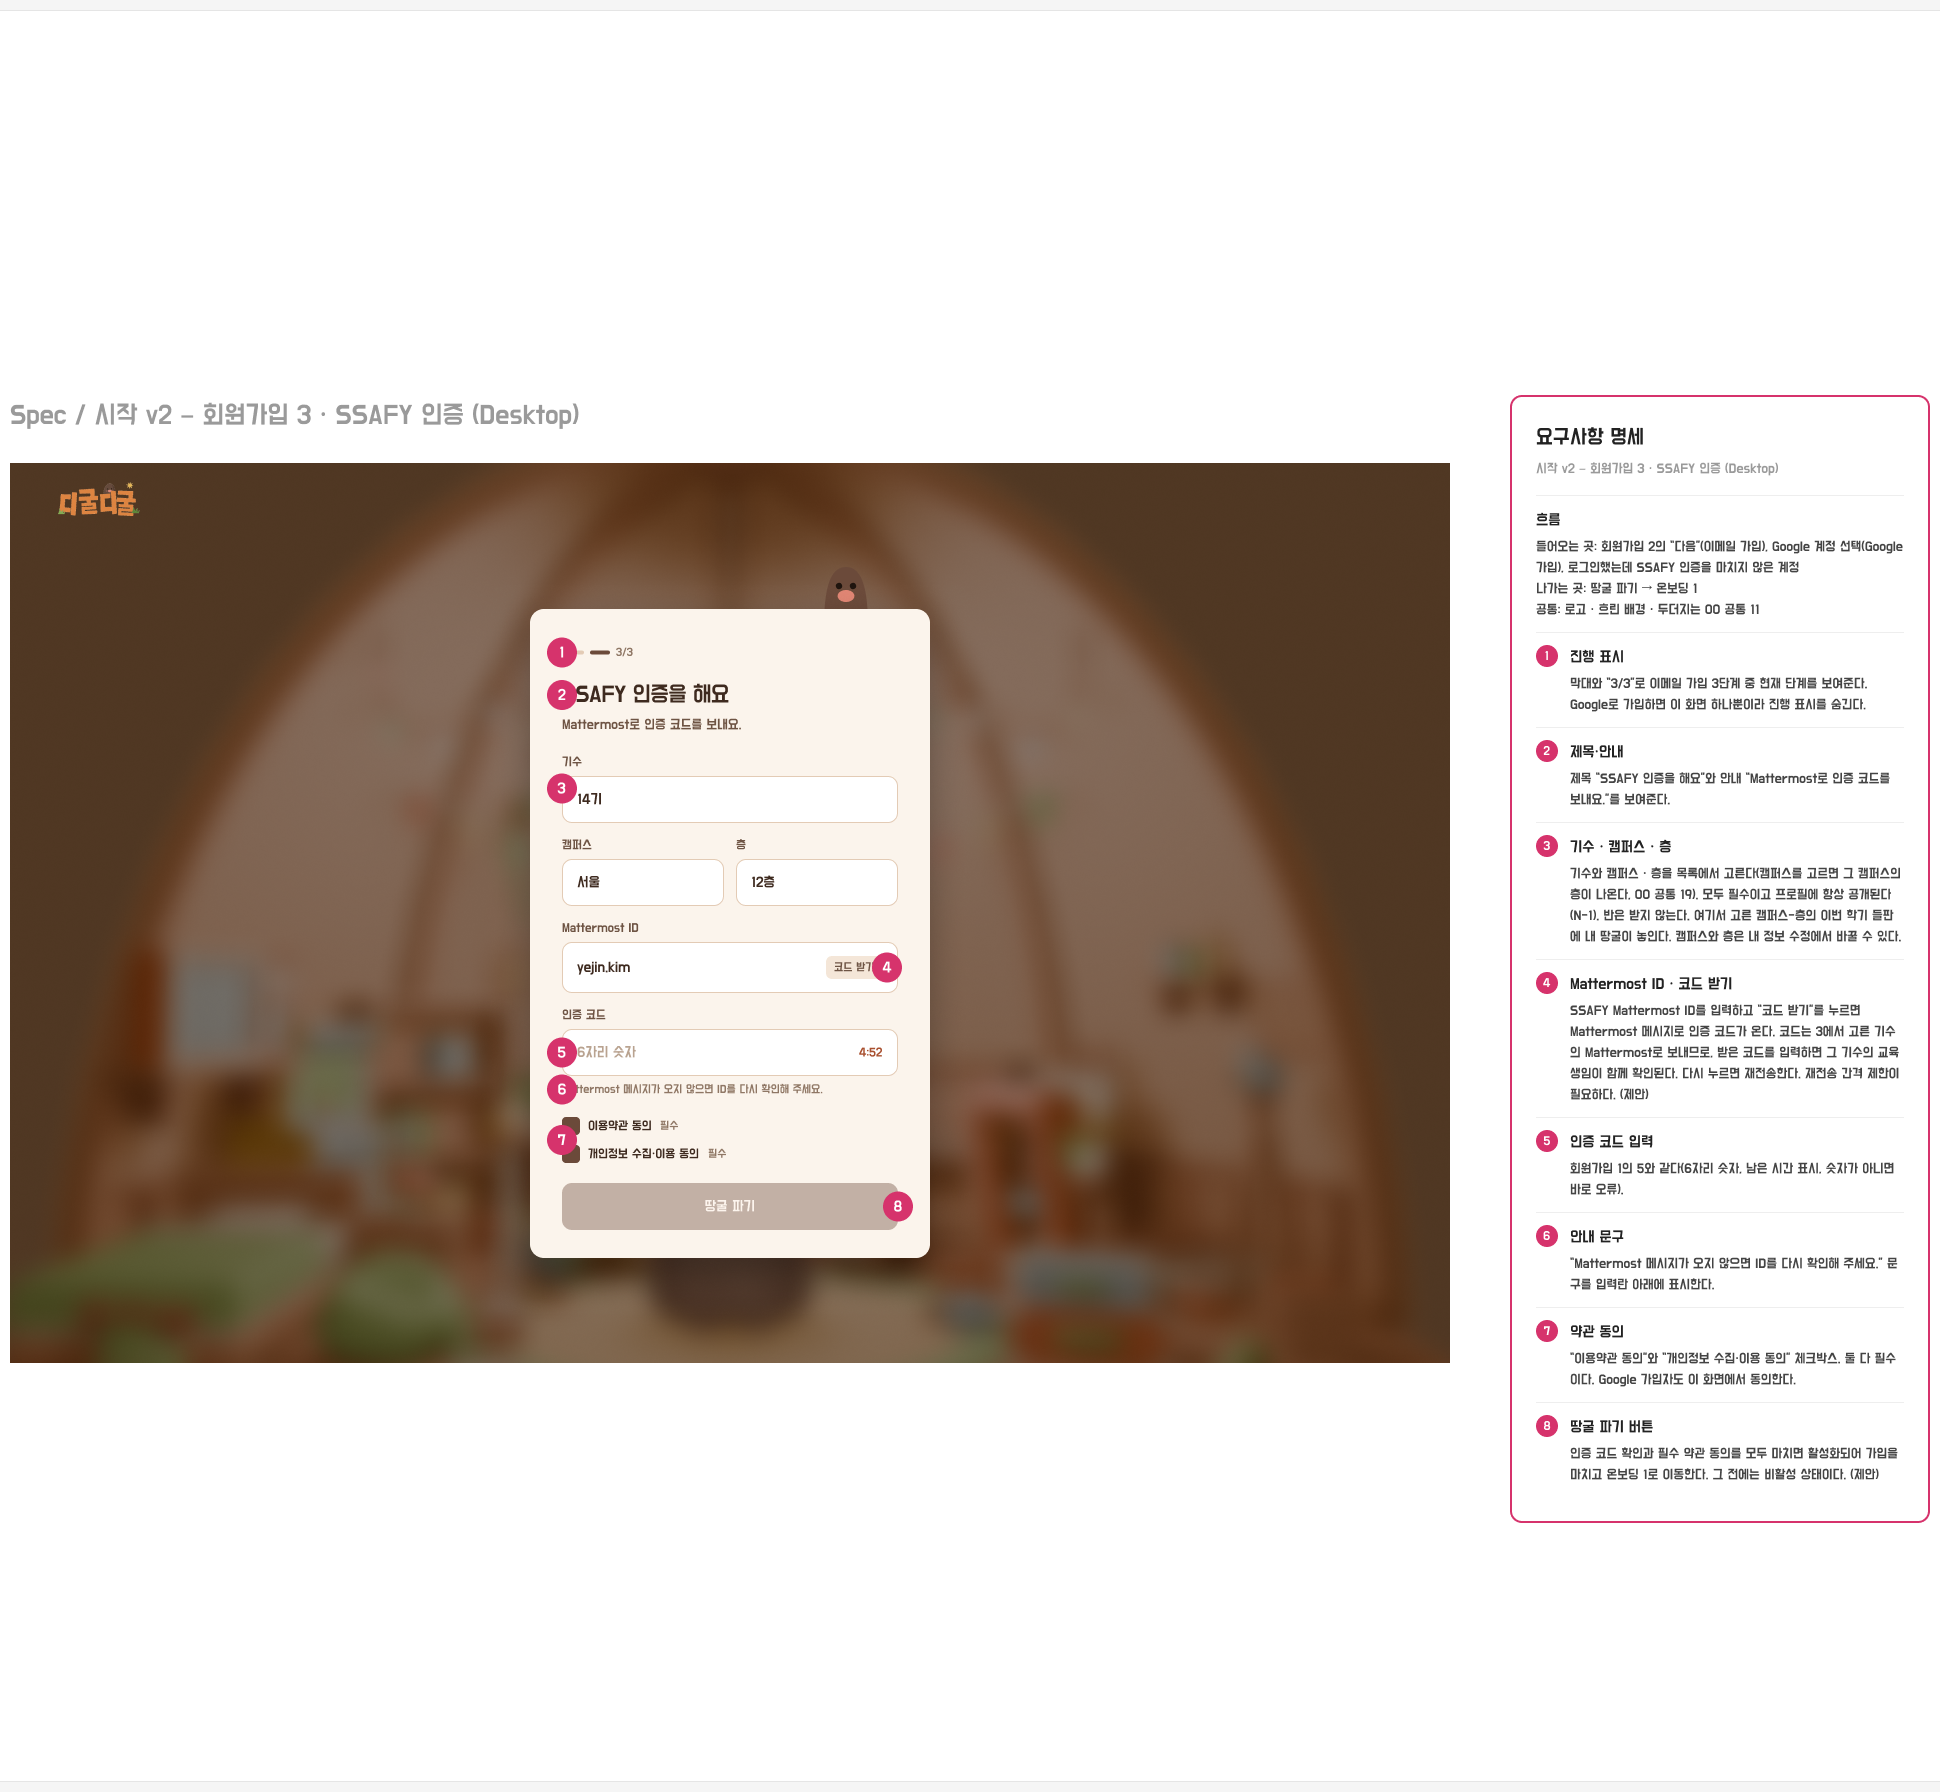 Spec / 시작 v2 – 회원가입 3 · SSAFY 인증 (Desktop)
디굴디굴
1
3/3
2
SAFY 인증을 해요
Mattermost로 인증 코드를 보내요.
기수
3
14기
캠퍼스
층
서울
12층
Mattermost ID
yejin.kim
코드 받기
4
인증 코드
5
6자리 숫자
4:52
6
ttermost 메시지가 오지 않으면 ID를 다시 확인해 주세요.
7
이용약관 동의 필수
개인정보 수집·이용 동의 필수
땅굴 파기
8
요구사항 명세
시작 v2 – 회원가입 3 · SSAFY 인증 (Desktop)
흐름
들어오는 곳: 회원가입 2의 "다음"(이메일 가입), Google 계정 선택(Google
가입), 로그인했는데 SSAFY 인증을 마치지 않은 계정
나가는 곳: 땅굴 파기 → 온보딩 1
공통: 로고 · 흐린 배경 · 두더지는 00 공통 11
1 진행 표시
막대와 "3/3"로 이메일 가입 3단계 중 현재 단계를 보여준다.
Google로 가입하면 이 화면 하나뿐이라 진행 표시를 숨긴다.
2 제목·안내
제목 "SSAFY 인증을 해요"와 안내 "Mattermost로 인증 코드를
보내요."를 보여준다.
3 기수 · 캠퍼스 · 층
기수와 캠퍼스 · 층을 목록에서 고른다(캠퍼스를 고르면 그 캠퍼스의
층이 나온다. 00 공통 19). 모두 필수이고 프로필에 항상 공개된다
(N-1). 반은 받지 않는다. 여기서 고른 캠퍼스-층의 이번 학기 들판
에 내 땅굴이 놓인다. 캠퍼스와 층은 내 정보 수정에서 바꿀 수 있다.
4 Mattermost ID · 코드 받기
SSAFY Mattermost ID를 입력하고 "코드 받기"를 누르면
Mattermost 메시지로 인증 코드가 온다. 코드는 3에서 고른 기수
의 Mattermost로 보내므로, 받은 코드를 입력하면 그 기수의 교육
생임이 함께 확인된다. 다시 누르면 재전송한다. 재전송 간격 제한이
필요하다. (제안)
5 인증 코드 입력
회원가입 1의 5와 같다(6자리 숫자, 남은 시간 표시, 숫자가 아니면
바로 오류).
6 안내 문구
"Mattermost 메시지가 오지 않으면 ID를 다시 확인해 주세요." 문
구를 입력란 아래에 표시한다.
7 약관 동의
"이용약관 동의"와 "개인정보 수집·이용 동의" 체크박스. 둘 다 필수
이다. Google 가입자도 이 화면에서 동의한다.
8 땅굴 파기 버튼
인증 코드 확인과 필수 약관 동의를 모두 마치면 활성화되어 가입을
마치고 온보딩 1로 이동한다. 그 전에는 비활성 상태이다. (제안)